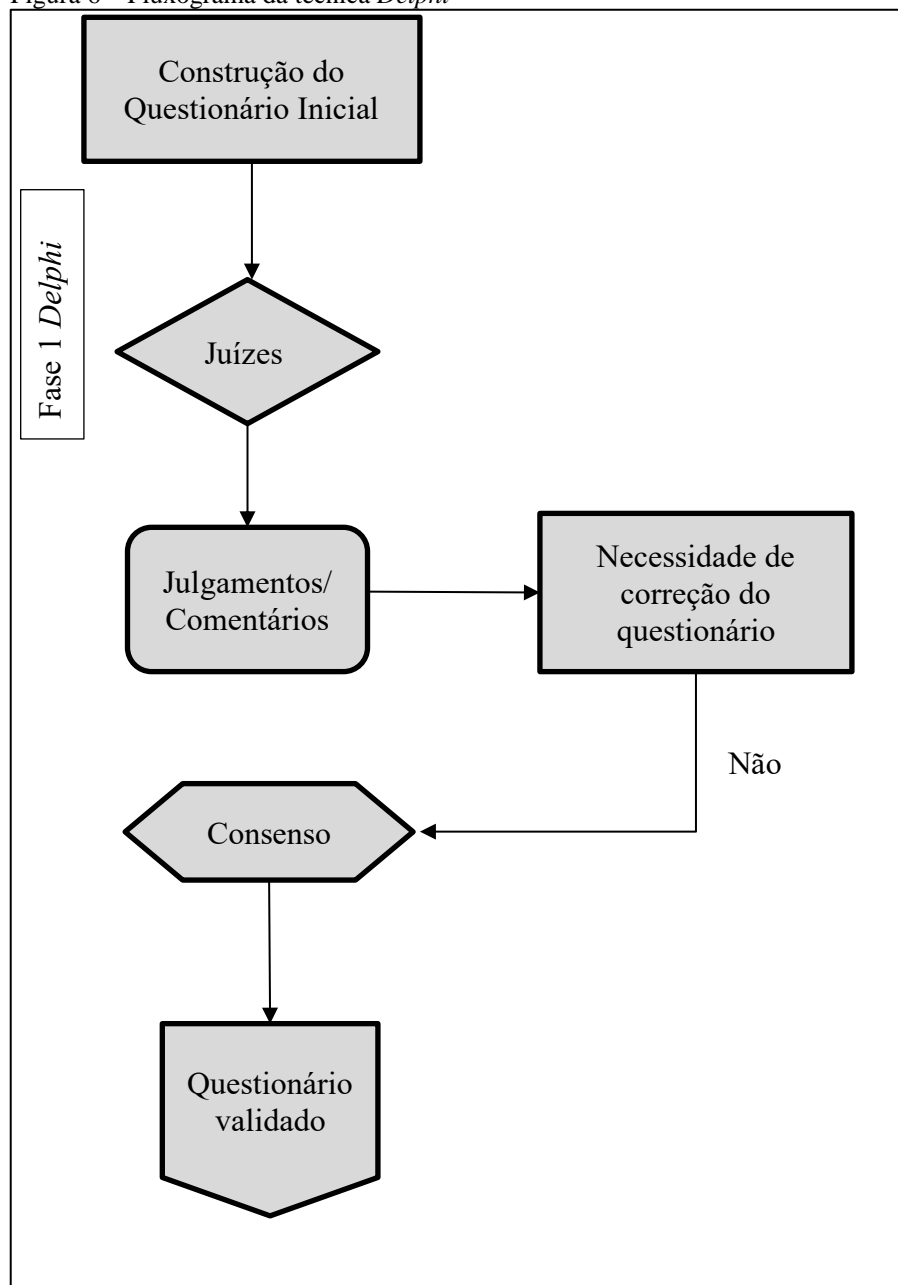 Figura 6 – Fluxograma da técnica Delphi
Construção do
Questionário Inicial
Fase 1 Delphi
Juízes
Julgamentos/
Comentários
Necessidade de
correção do
questionário
Não
Consenso
Questionário
validado